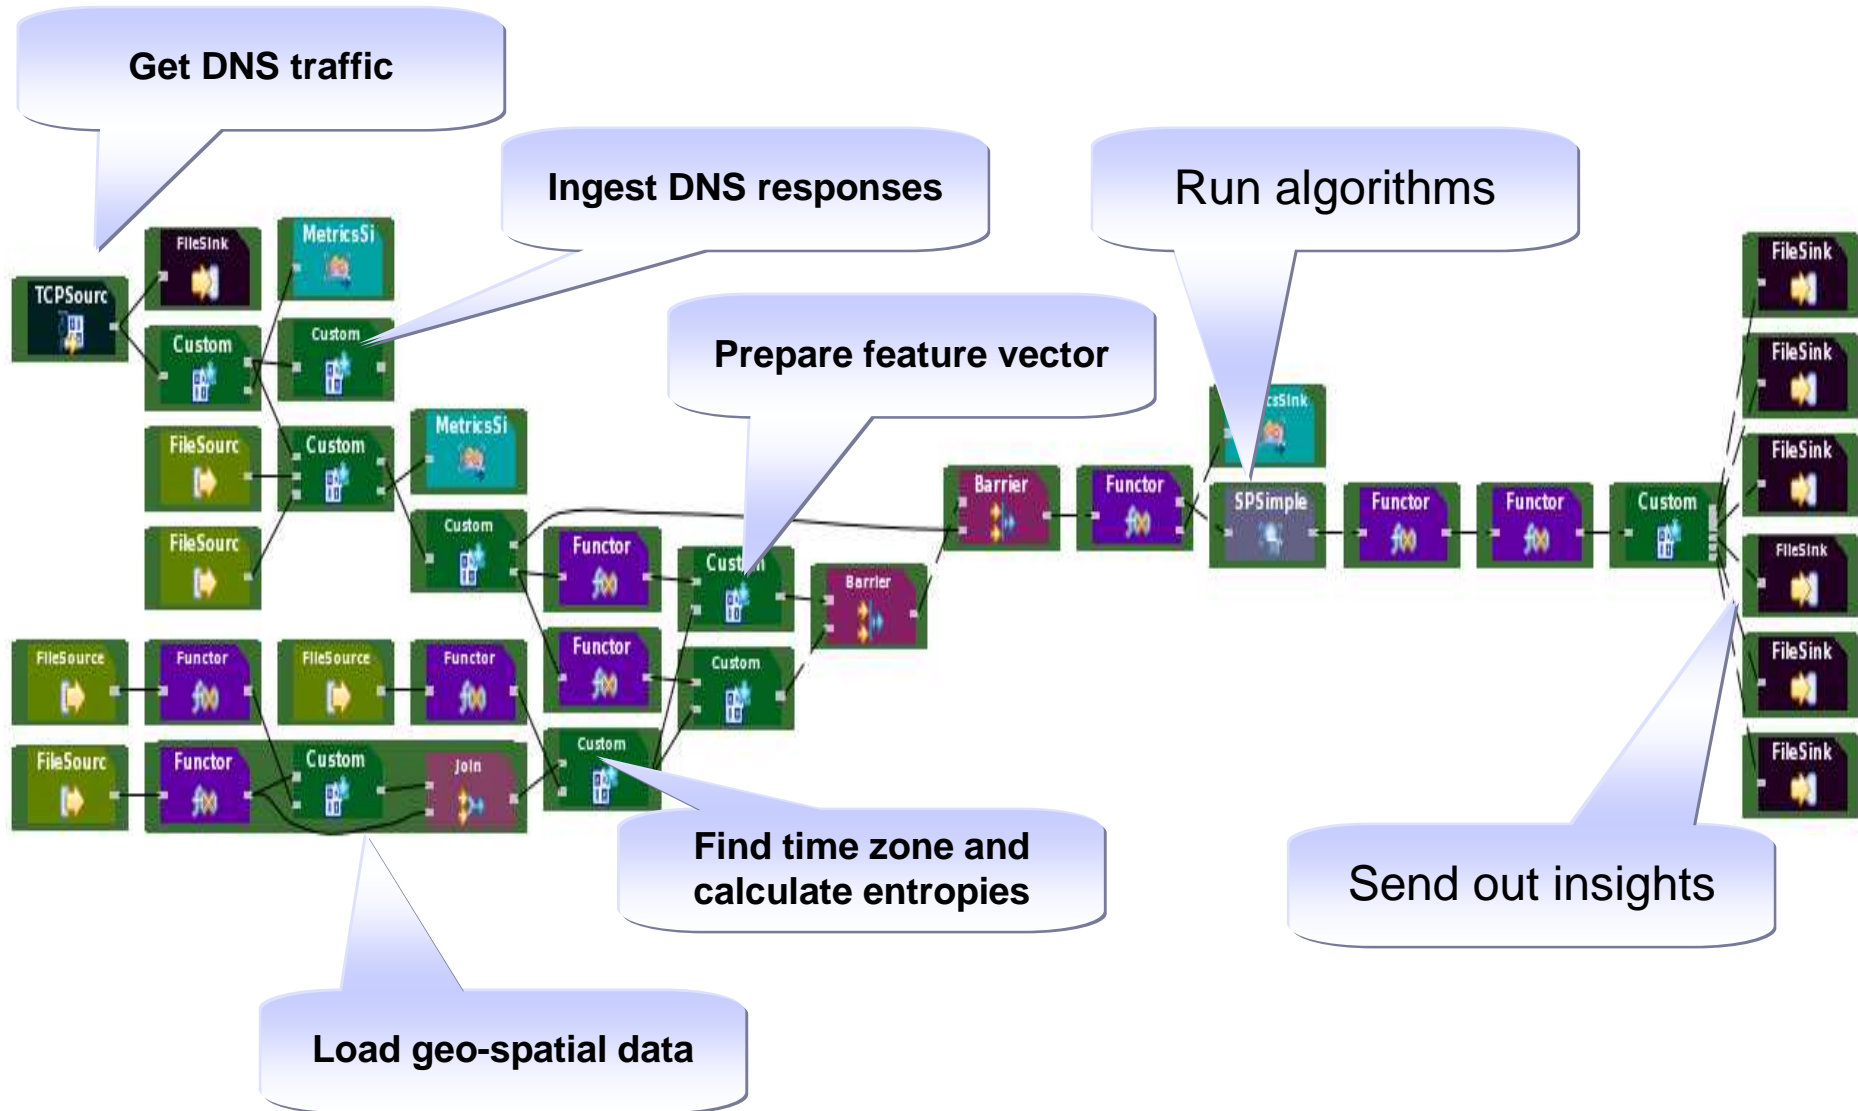 Get DNS traffic
Ingest DNS responses
Run algorithms
Prepare feature vector
Find time zone and
calculate entropies
Send out insights
Load geo-spatial data
TCPSourc
FileSink
MetricsSi
Custom
Custom
FileSourc
Custom
MetricsSi
FileSourc
Custom
Functor
Custom
Barrier
Functor
Custom
FileSource
Functor
FileSource
Functor
Custom
FileSourc
Functor
Custom
Join
Barrier
Functor
csSink
SPSimple
Functor
Functor
Custom
FileSink
FileSink
FileSink
FileSink
FileSink
FileSink